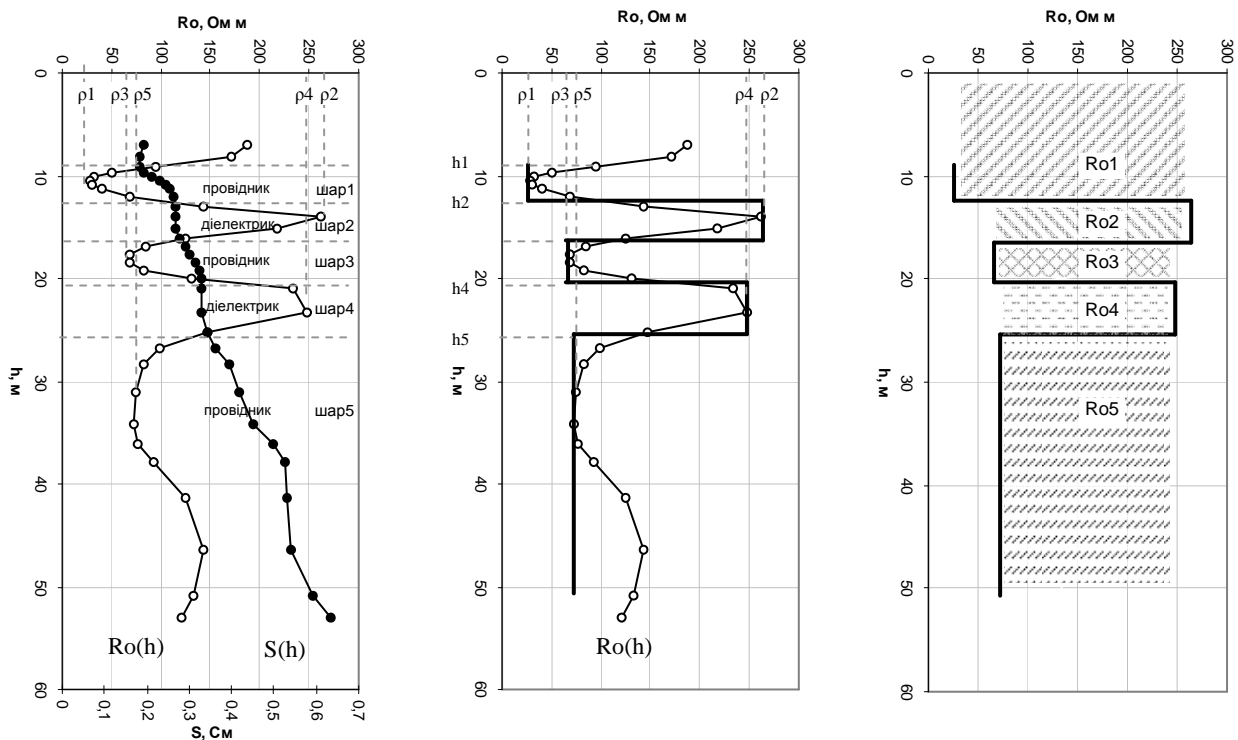 Ro, Ом м
0 50 100 150 200 250 300
0
10
20
30
40
50
60
h, м
ρ1 ρ3 ρ5 ρ4 ρ2
провідник шар1
діелектрик шар2
провідник шар3
діелектрик шар4
провідник шар5
Ro(h) S(h)
0 0,1 0,2 0,3 0,4 0,5 0,6 0,7
S, См
Ro, Ом м
0 50 100 150 200 250 300
0
10
20
30
40
50
60
h, м
ρ1 ρ3 ρ5 ρ4 ρ2
h1
h2
h4
h5
Ro(h)
Ro, Ом м
0 50 100 150 200 250 300
0
10
20
30
40
50
60
h, м
Ro1
Ro2
Ro3
Ro4
Ro5